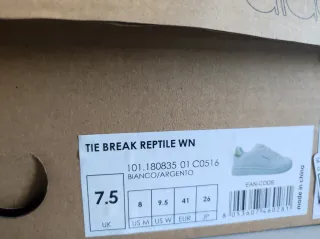 TIE BREAK REPTILE WN
101.180835 01 C0516
BIANCO/ARGENTO
7.5
UK
8
US M
9.5
US W
41
EUR
26
JP
EAN CODE
made in china